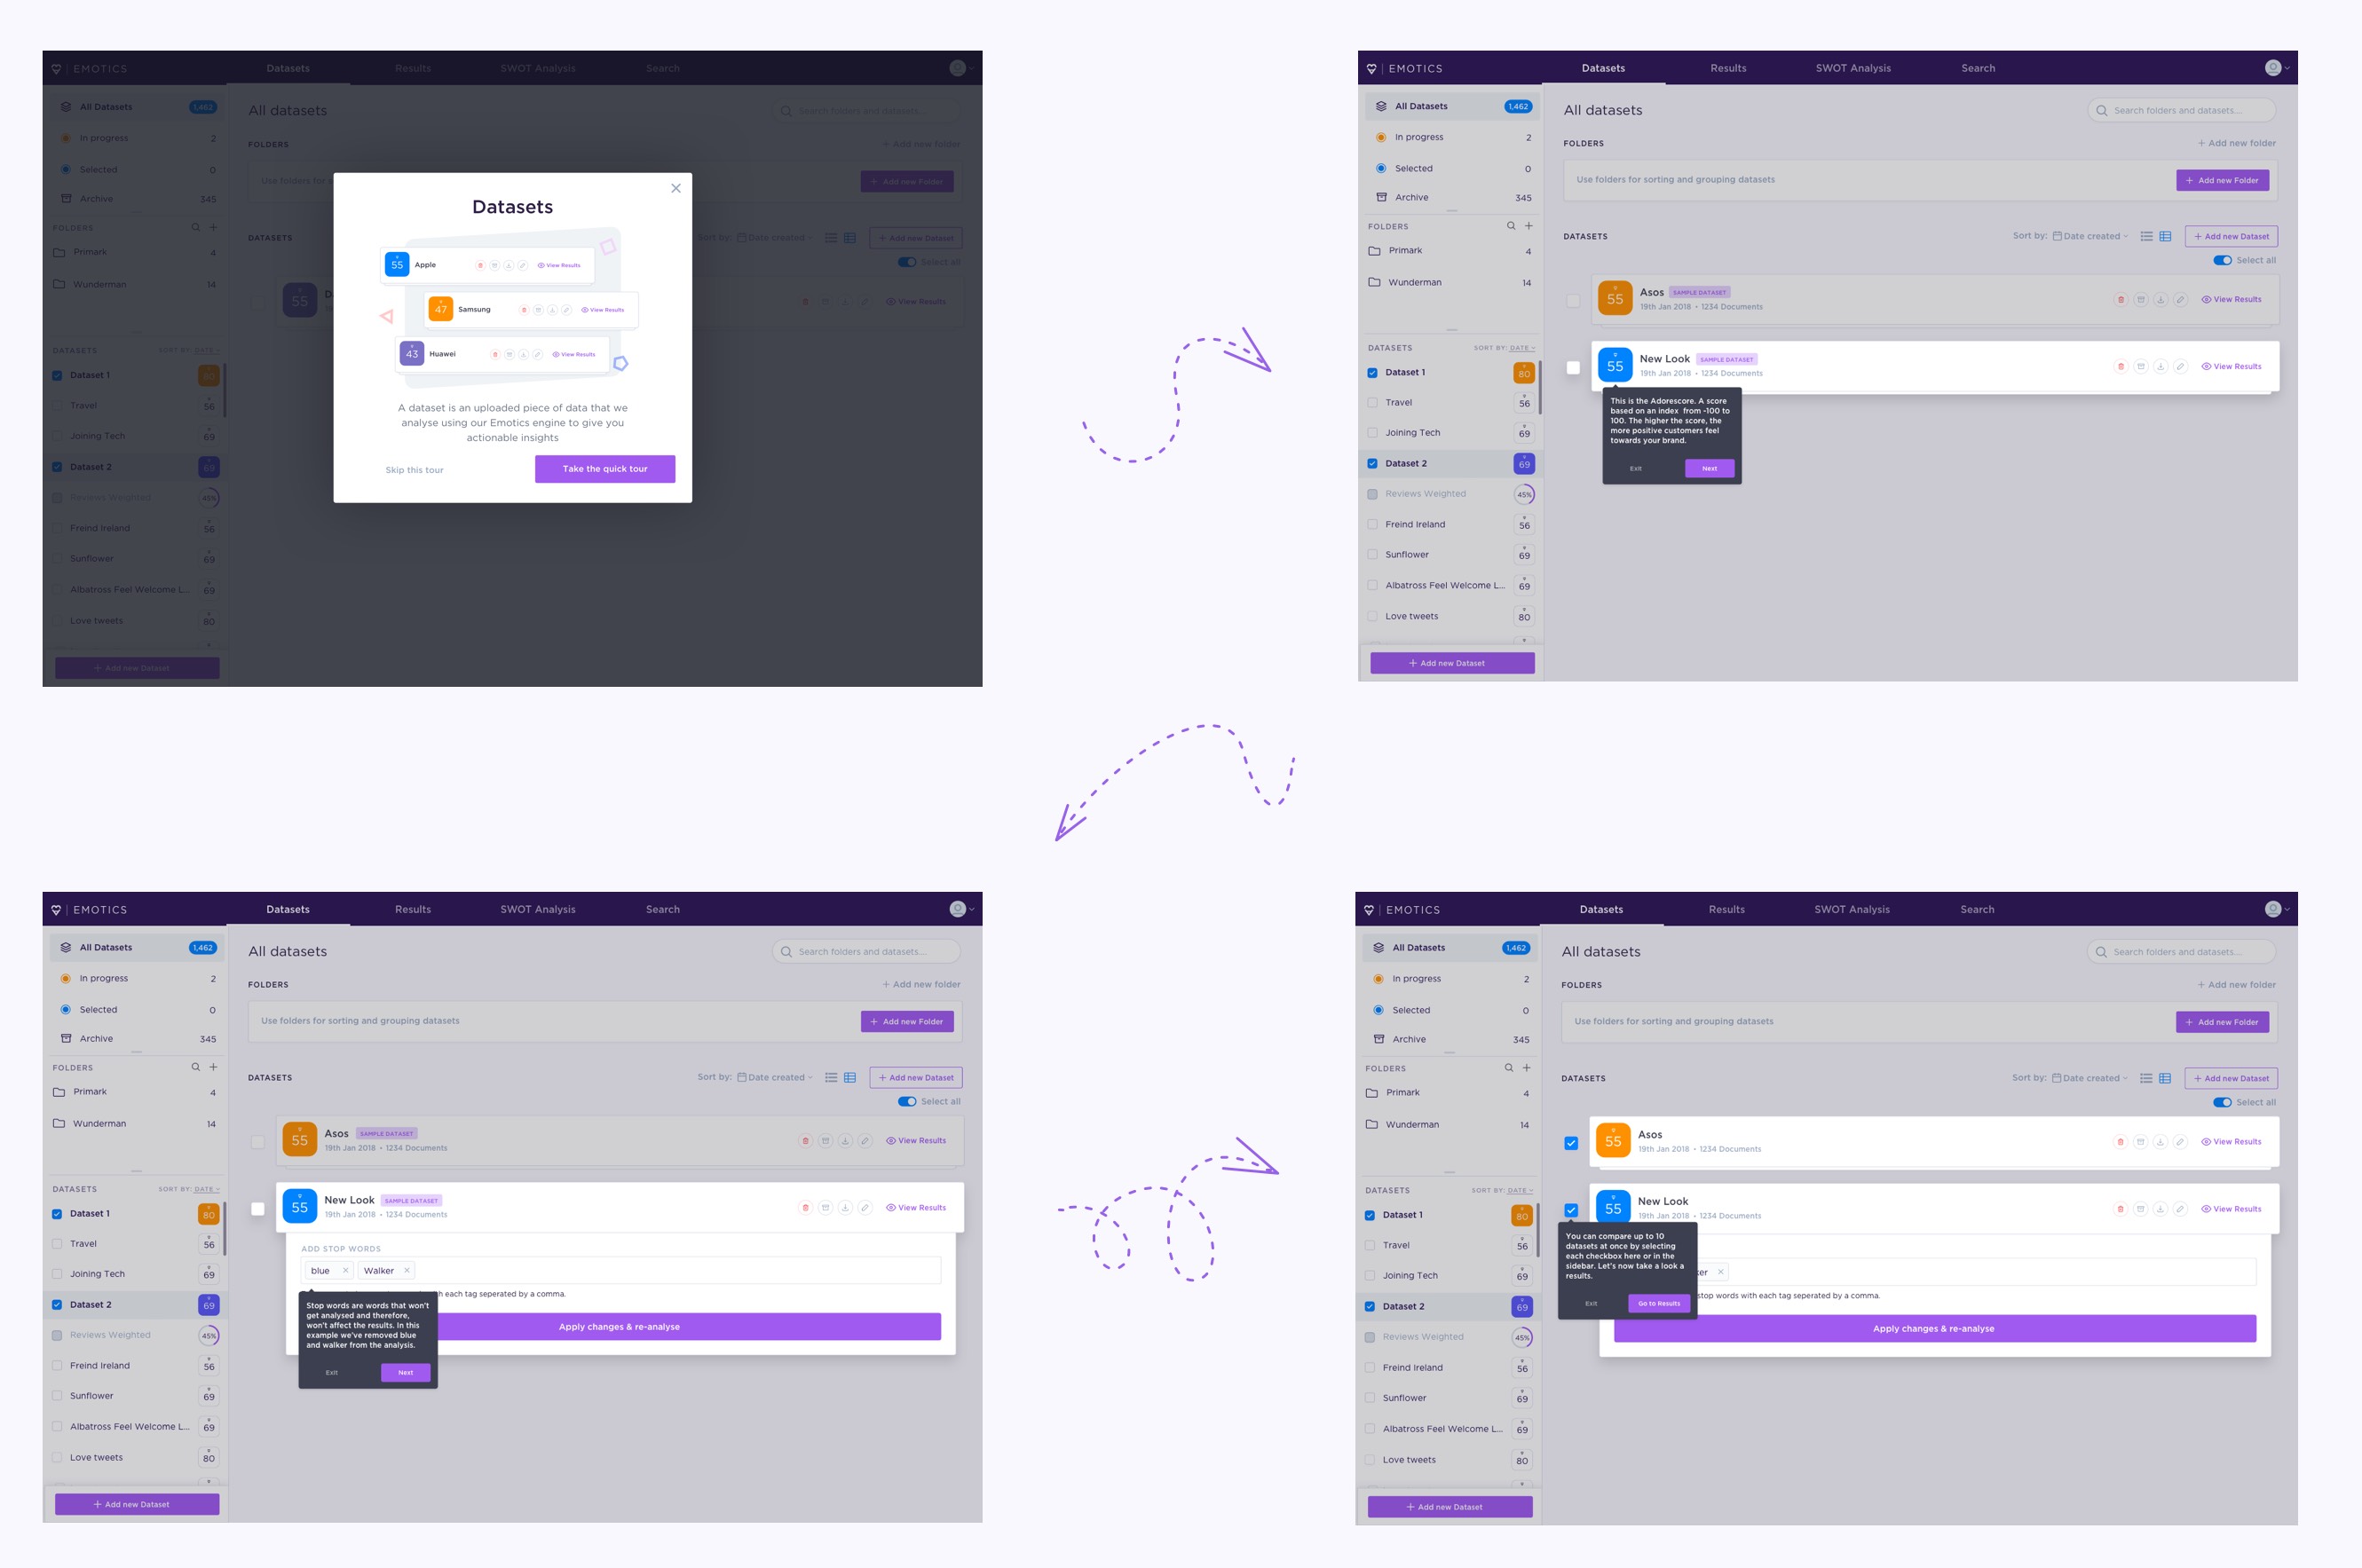 EMOTICS
Datasets
Results
SWOT Analysis
Search
All Datasets
1,462
In progress
2
Selected
0
Archive
345
FOLDERS
Primark
4
Wunderman
14
DATASETS
SORT BY: DATE
Dataset 1
80
Travel
56
Joining Tech
69
Dataset 2
69
Reviews Weighted
45%
Freind Ireland
56
Sunflower
69
Albatross Feel Welcome L...
69
Love tweets
80
+ Add new Dataset
All datasets
Search folders and datasets...
FOLDERS
+ Add new folder
Use folders for s
+ Add new Folder
DATASETS
Sort by:
Date created
+ Add new Dataset
Select all
55
D
View Results
Datasets
55
Apple
View Results
47
Samsung
View Results
43
Huawei
View Results
A dataset is an uploaded piece of data that we
analyse using our Emotics engine to give you
actionable insights
Skip this tour
Take the quick tour
EMOTICS
Datasets
Results
SWOT Analysis
Search
All Datasets
1,462
In progress
2
Selected
0
Archive
345
FOLDERS
Primark
4
Wunderman
14
DATASETS
SORT BY: DATE
Dataset 1
80
Travel
56
Joining Tech
69
Dataset 2
69
Reviews Weighted
45%
Freind Ireland
56
Sunflower
69
Albatross Feel Welcome L...
69
Love tweets
80
+ Add new Dataset
All datasets
Search folders and datasets...
FOLDERS
+ Add new folder
Use folders for sorting and grouping datasets
+ Add new Folder
DATASETS
Sort by:
Date created
+ Add new Dataset
Select all
55
Asos
SAMPLE DATASET
19th Jan 2018 • 1234 Documents
View Results
55
New Look
SAMPLE DATASET
19th Jan 2018 • 1234 Documents
View Results
This is the Adorescore. A score
based on an index from -100 to
100. The higher the score, the
more positive customers feel
towards your brand.
Exit
Next
EMOTICS
Datasets
Results
SWOT Analysis
Search
All Datasets
1,462
In progress
2
Selected
0
Archive
345
FOLDERS
Primark
4
Wunderman
14
DATASETS
SORT BY: DATE
Dataset 1
80
Travel
56
Joining Tech
69
Dataset 2
69
Reviews Weighted
45%
Freind Ireland
56
Sunflower
69
Albatross Feel Welcome L...
69
Love tweets
80
+ Add new Dataset
All datasets
Search folders and datasets...
FOLDERS
+ Add new folder
Use folders for sorting and grouping datasets
+ Add new Folder
DATASETS
Sort by:
Date created
+ Add new Dataset
Select all
55
Asos
SAMPLE DATASET
19th Jan 2018 • 1234 Documents
View Results
55
New Look
SAMPLE DATASET
19th Jan 2018 • 1234 Documents
View Results
ADD STOP WORDS
blue
Walker
h each tag seperated by a comma.
Apply changes & re-analyse
Stop words are words that won't
get analysed and therefore,
won't affect the results. In this
example we've removed blue
and walker from the analysis.
Exit
Next
EMOTICS
Datasets
Results
SWOT Analysis
Search
All Datasets
1,462
In progress
2
Selected
0
Archive
345
FOLDERS
Primark
4
Wunderman
14
DATASETS
SORT BY: DATE
Dataset 1
80
Travel
56
Joining Tech
69
Dataset 2
69
Reviews Weighted
45%
Freind Ireland
56
Sunflower
69
Albatross Feel Welcome L...
69
Love tweets
80
+ Add new Dataset
All datasets
Search folders and datasets...
FOLDERS
+ Add new folder
Use folders for sorting and grouping datasets
+ Add new Folder
DATASETS
Sort by:
Date created
+ Add new Dataset
Select all
55
Asos
19th Jan 2018 • 1234 Documents
View Results
55
New Look
19th Jan 2018 • 1234 Documents
View Results
ker
stop words with each tag seperated by a comma.
Apply changes & re-analyse
You can compare up to 10
datasets at once by selecting
each checkbox here or in the
sidebar. Let's now take a look a
results.
Exit
Go to Results